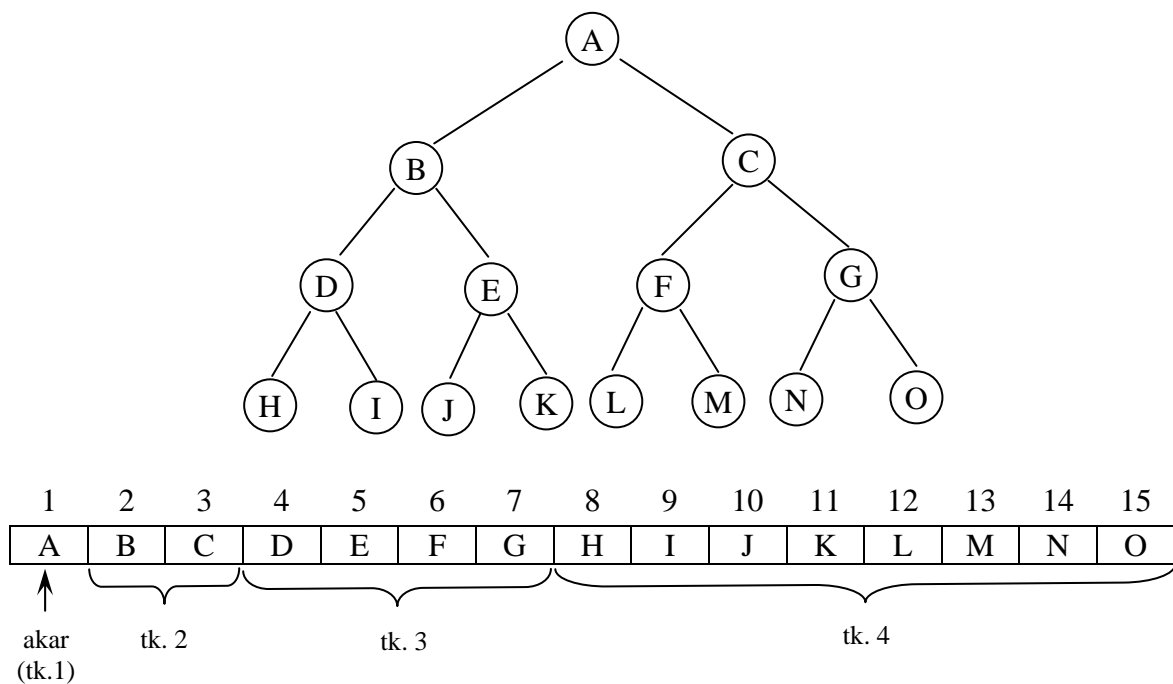 A
B C
D E F G
H I J K L M N O
1 2 3 4 5 6 7 8 9 10 11 12 13 14 15
A B C D E F G H I J K L M N O
akar tk. 2 tk. 3 tk. 4
(tk.1)